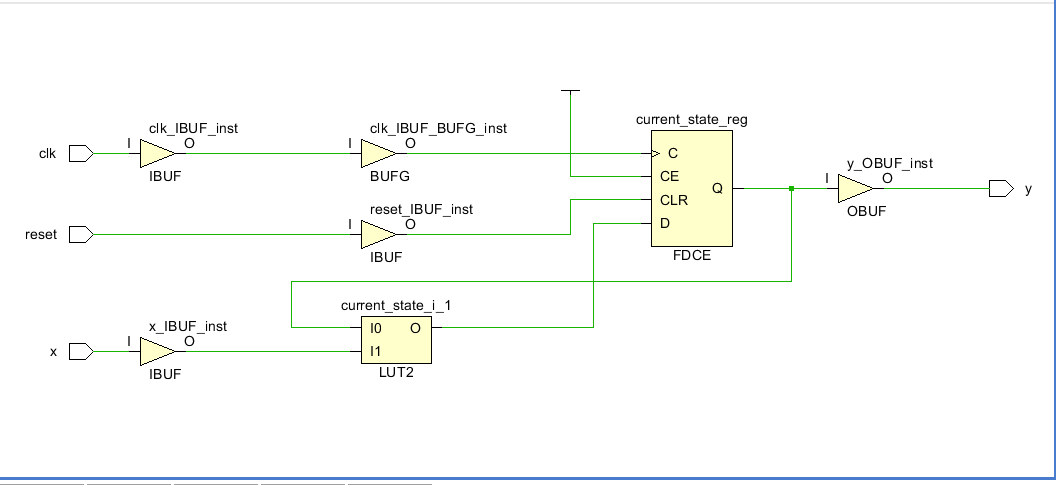 current_state_reg
clk_IBUF_inst
clk_IBUF_BUFG_inst
clk
I
O
I
O
C
IBUF
BUFG
CE
y_OBUF_inst
I
O
Q
y
reset_IBUF_inst
CLR
OBUF
reset
I
O
D
IBUF
FDCE
current_state_i_1
x_IBUF_inst
I0
O
x
I
O
I1
IBUF
LUT2